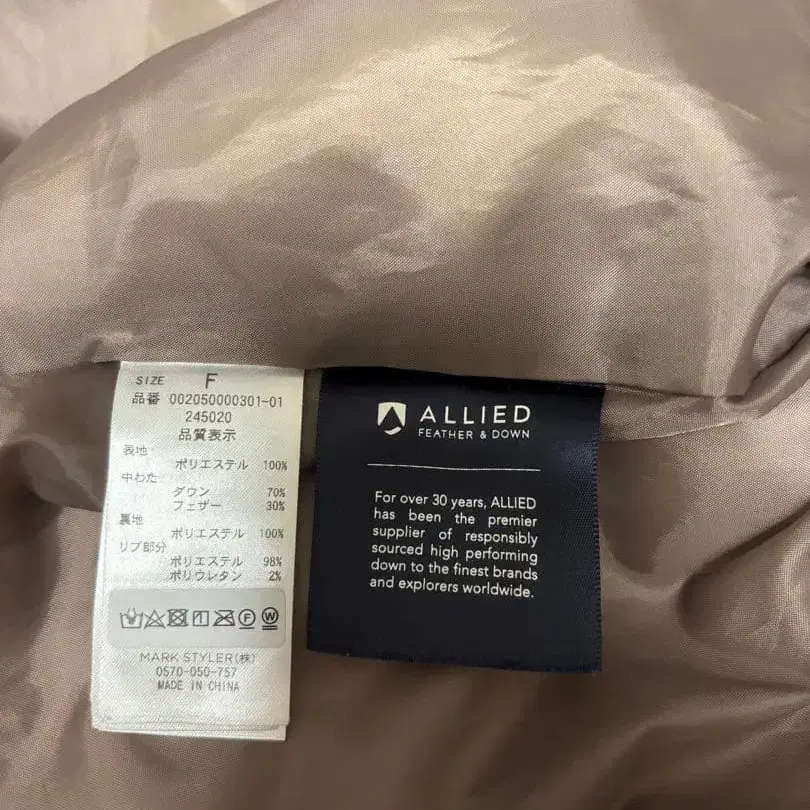 SIZE F
品番 002050000301-01
245020
品質表示
表地
ポリエステル 100%
中わた
ダウン 70%
フェザー 30%
裏地
ポリエステル 100%
リブ部分
ポリエステル 98%
ポリウレタン 2%
F W
MARK STYLER(株)
0570-050-757
MADE IN CHINA
ALLIED
FEATHER & DOWN
For over 30 years, ALLIED
has been the premier
supplier of responsibly
sourced high performing
down to the finest brands
and explorers worldwide.